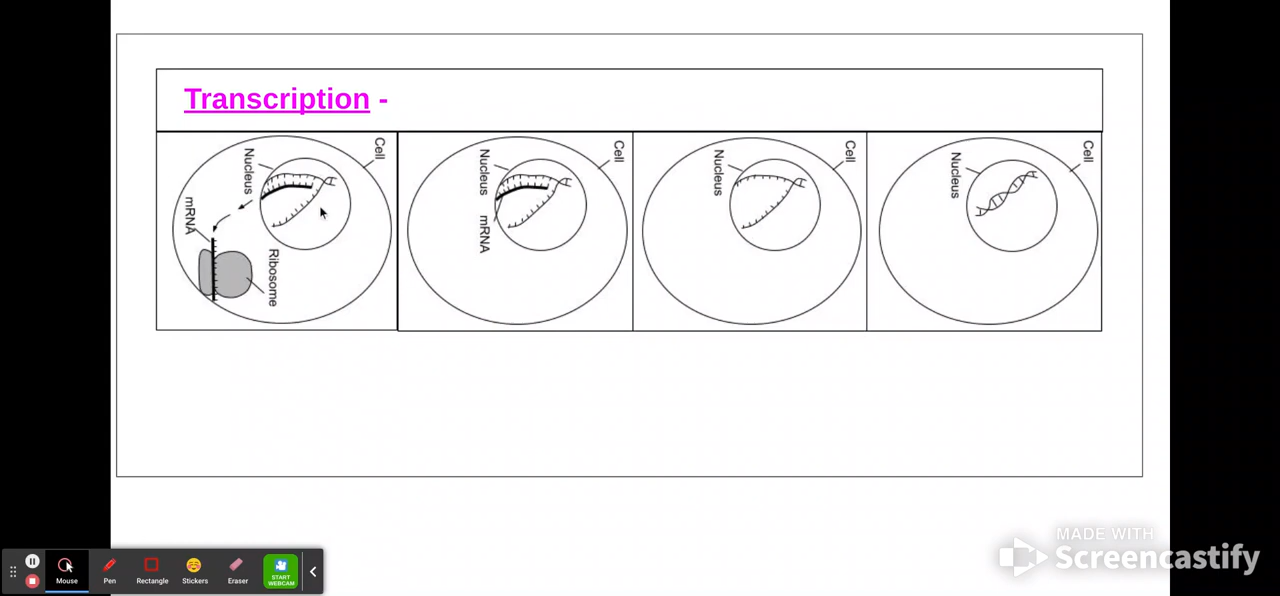 Transcription -
Cell
Nucleus
mRNA
Ribosome
Cell
Nucleus
mRNA
Cell
Nucleus
Cell
Nucleus
Mouse
Pen
Rectangle
Stickers
Eraser
START
WEBCAM
MADE WITH
Screencastify